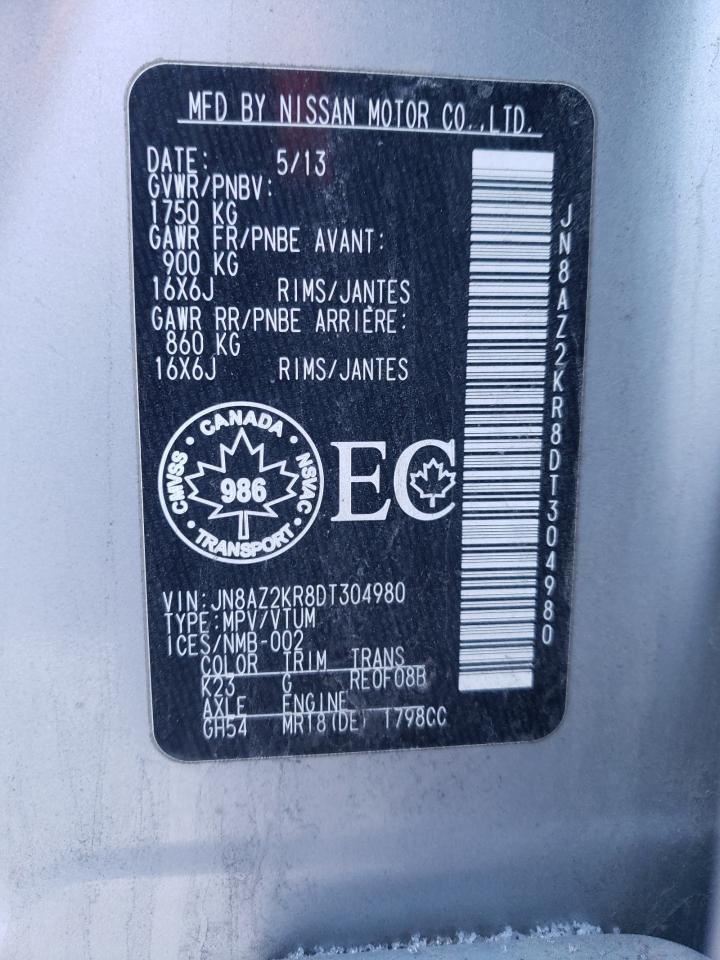 MFD BY NISSAN MOTOR CO.,LTD.
DATE: 5/13
GVWR/PNBV:
1750 KG
GAWR FR/PNBE AVANT:
900 KG
16X6J RIMS/JANTES
GAWR RR/PNBE ARRIÈRE:
860 KG
16X6J RIMS/JANTES
CANADA
CMVSS • NSVAC
986
TRANSPORT
EC
VIN:JN8AZ2KR8DT304980
TYPE:MPV/VTUM
ICES/NMB-002
COLOR TRIM TRANS
K23 G RE0F08B
AXLE ENGINE
GH54 MR18(DE) 1798CC
JN8AZ2KR8DT304980